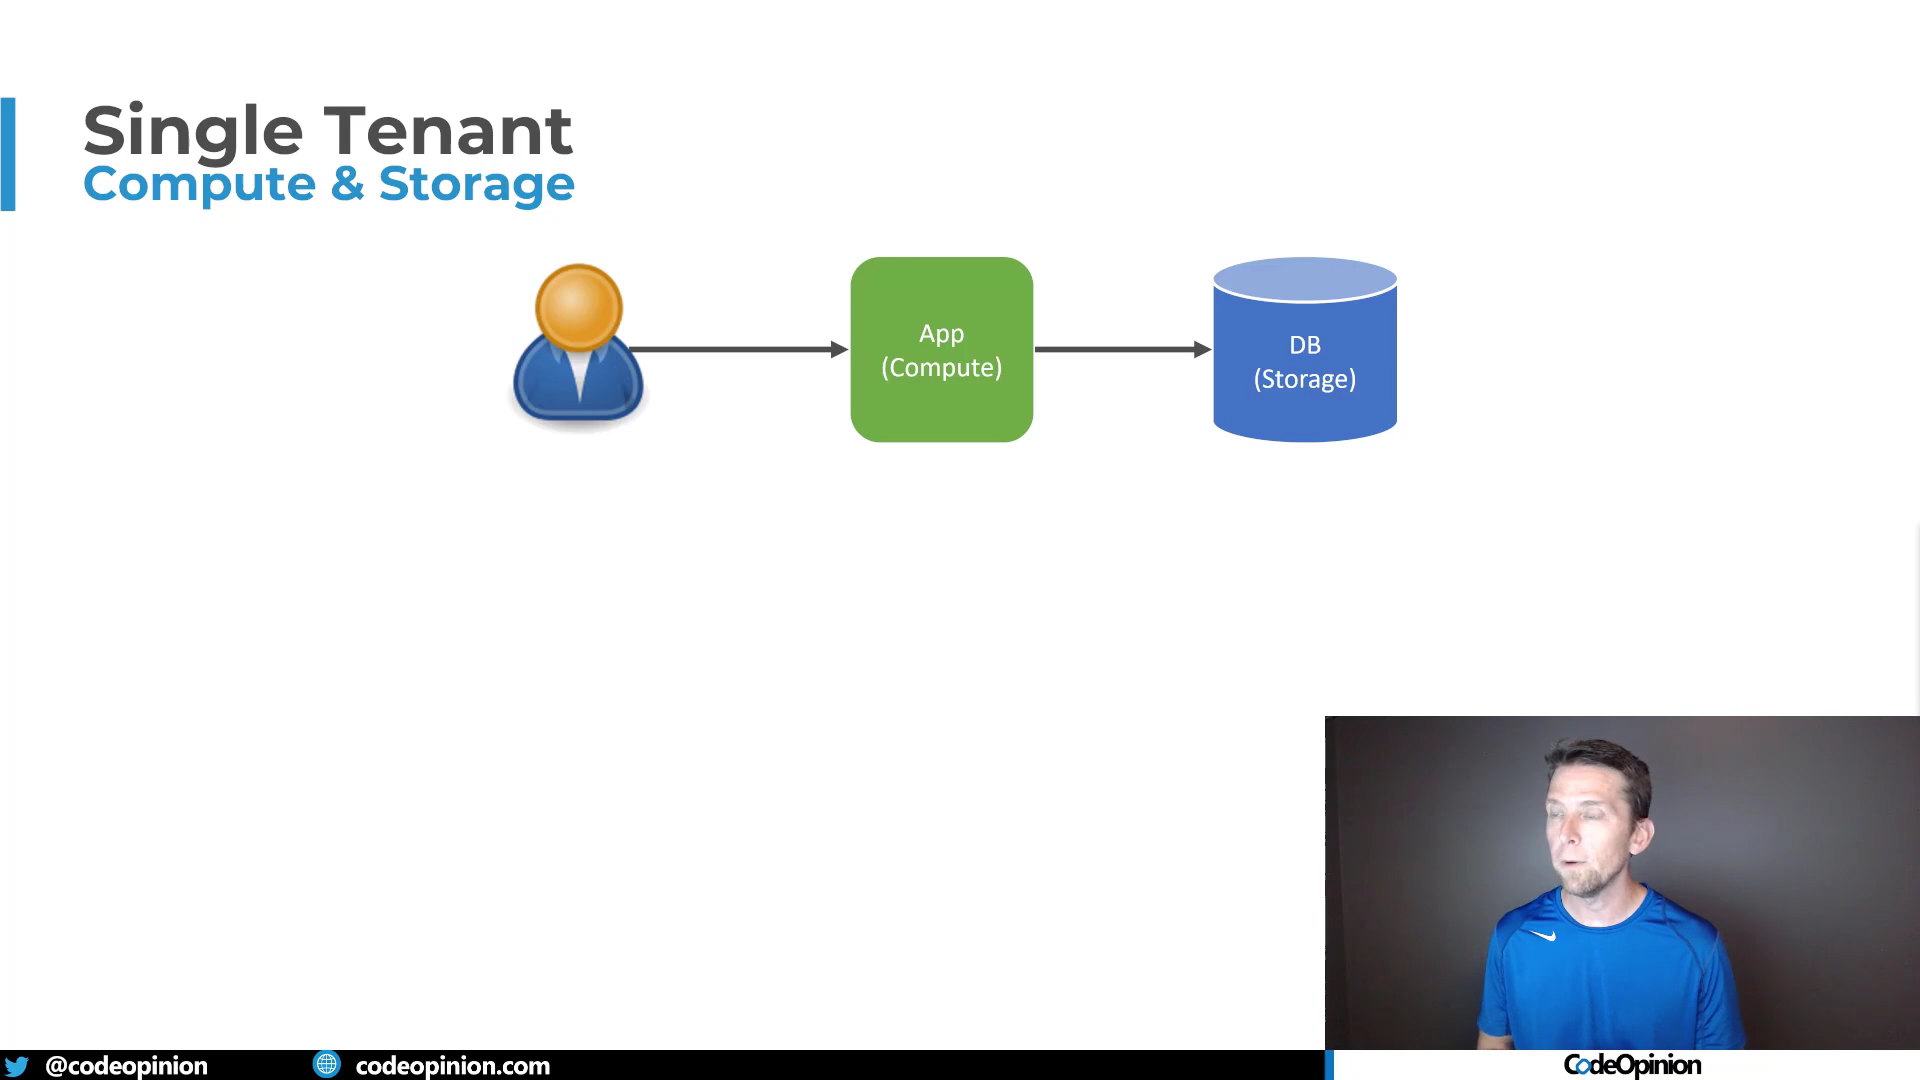 Single Tenant
Compute & Storage
App
(Compute)
DB
(Storage)
@codeopinion
codeopinion.com
CodeOpinion